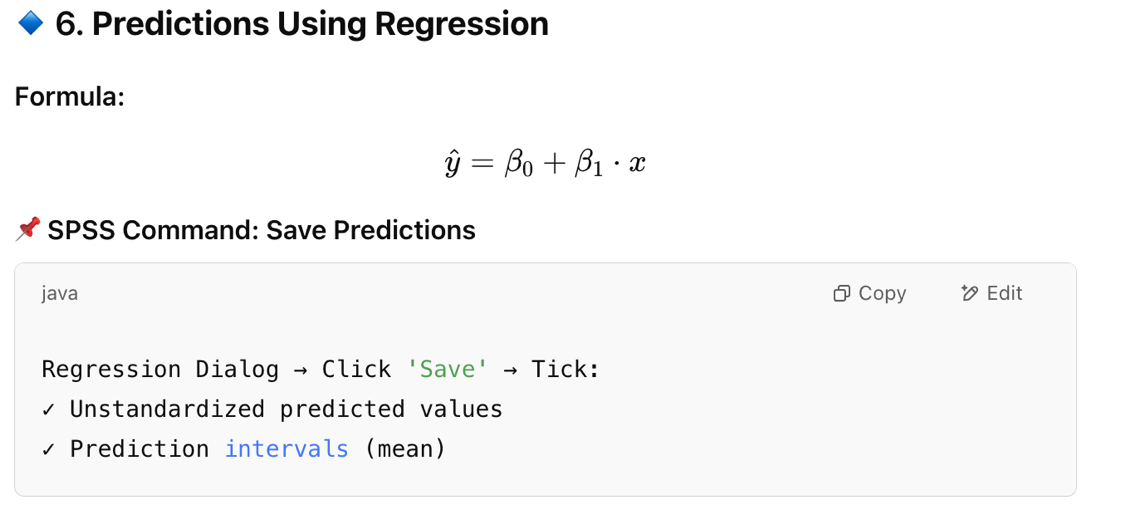 🔷 6. Predictions Using Regression
Formula:
ŷ = β₀ + β₁ · x
📌 SPSS Command: Save Predictions
java Copy Edit
Regression Dialog → Click 'Save' → Tick:
✓ Unstandardized predicted values
✓ Prediction intervals (mean)